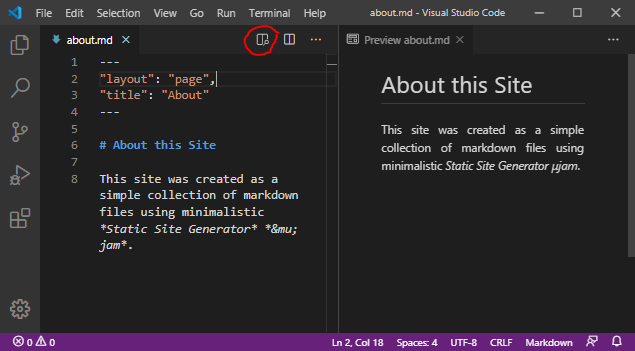 File Edit Selection View Go Run Terminal Help about.md - Visual Studio Code
about.md
Preview about.md
1 ---
2 "layout": "page",
3 "title": "About"
4 ---
5
6 # About this Site
7
8 This site was created as a
simple collection of markdown
files using minimalistic
*Static Site Generator* *&mu;
jam*.
About this Site
This site was created as a simple
collection of markdown files using
minimalistic Static Site Generator μjam.
0 0 Ln 2, Col 18 Spaces: 4 UTF-8 CRLF Markdown